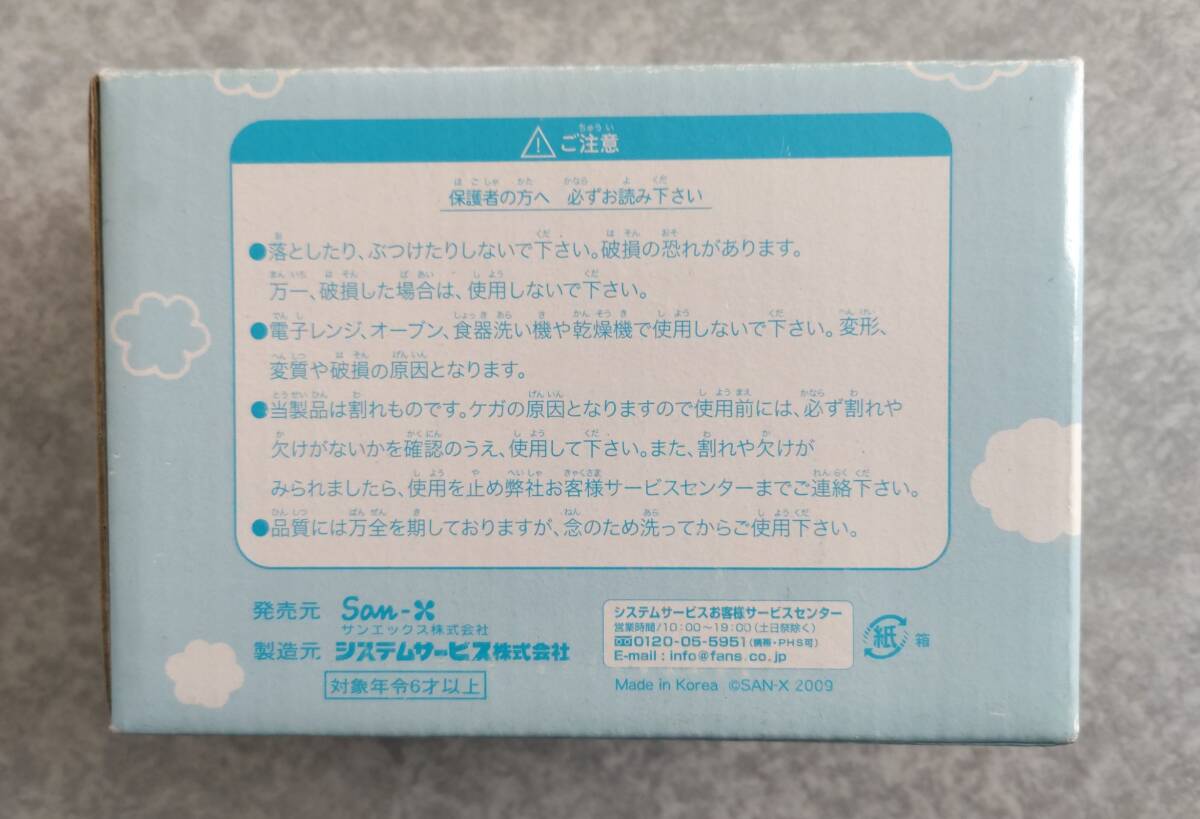 ご注意
保護者の方へ 必ずお読み下さい
●落としたり、ぶつけたりしないで下さい。破損の恐れがあります。
万一、破損した場合は、使用しないで下さい。
●電子レンジ、オーブン、食器洗い機や乾燥機で使用しないで下さい。変形、
変質や破損の原因となります。
●当製品は割れものです。ケガの原因となりますので使用前には、必ず割れや
欠けがないかを確認のうえ、使用して下さい。また、割れや欠けが
みられましたら、使用を止め弊社お客様サービスセンターまでご連絡下さい。
●品質には万全を期しておりますが、念のため洗ってからご使用下さい。
発売元 San-X
サンエックス株式会社
製造元 システムサービス株式会社
対象年令6才以上
システムサービスお客様サービスセンター
営業時間/10:00〜19:00(土日祭除く)
0120-05-5951(携帯・PHS可)
E-mail:info@fans.co.jp
Made in Korea ©SAN-X 2009
紙 箱